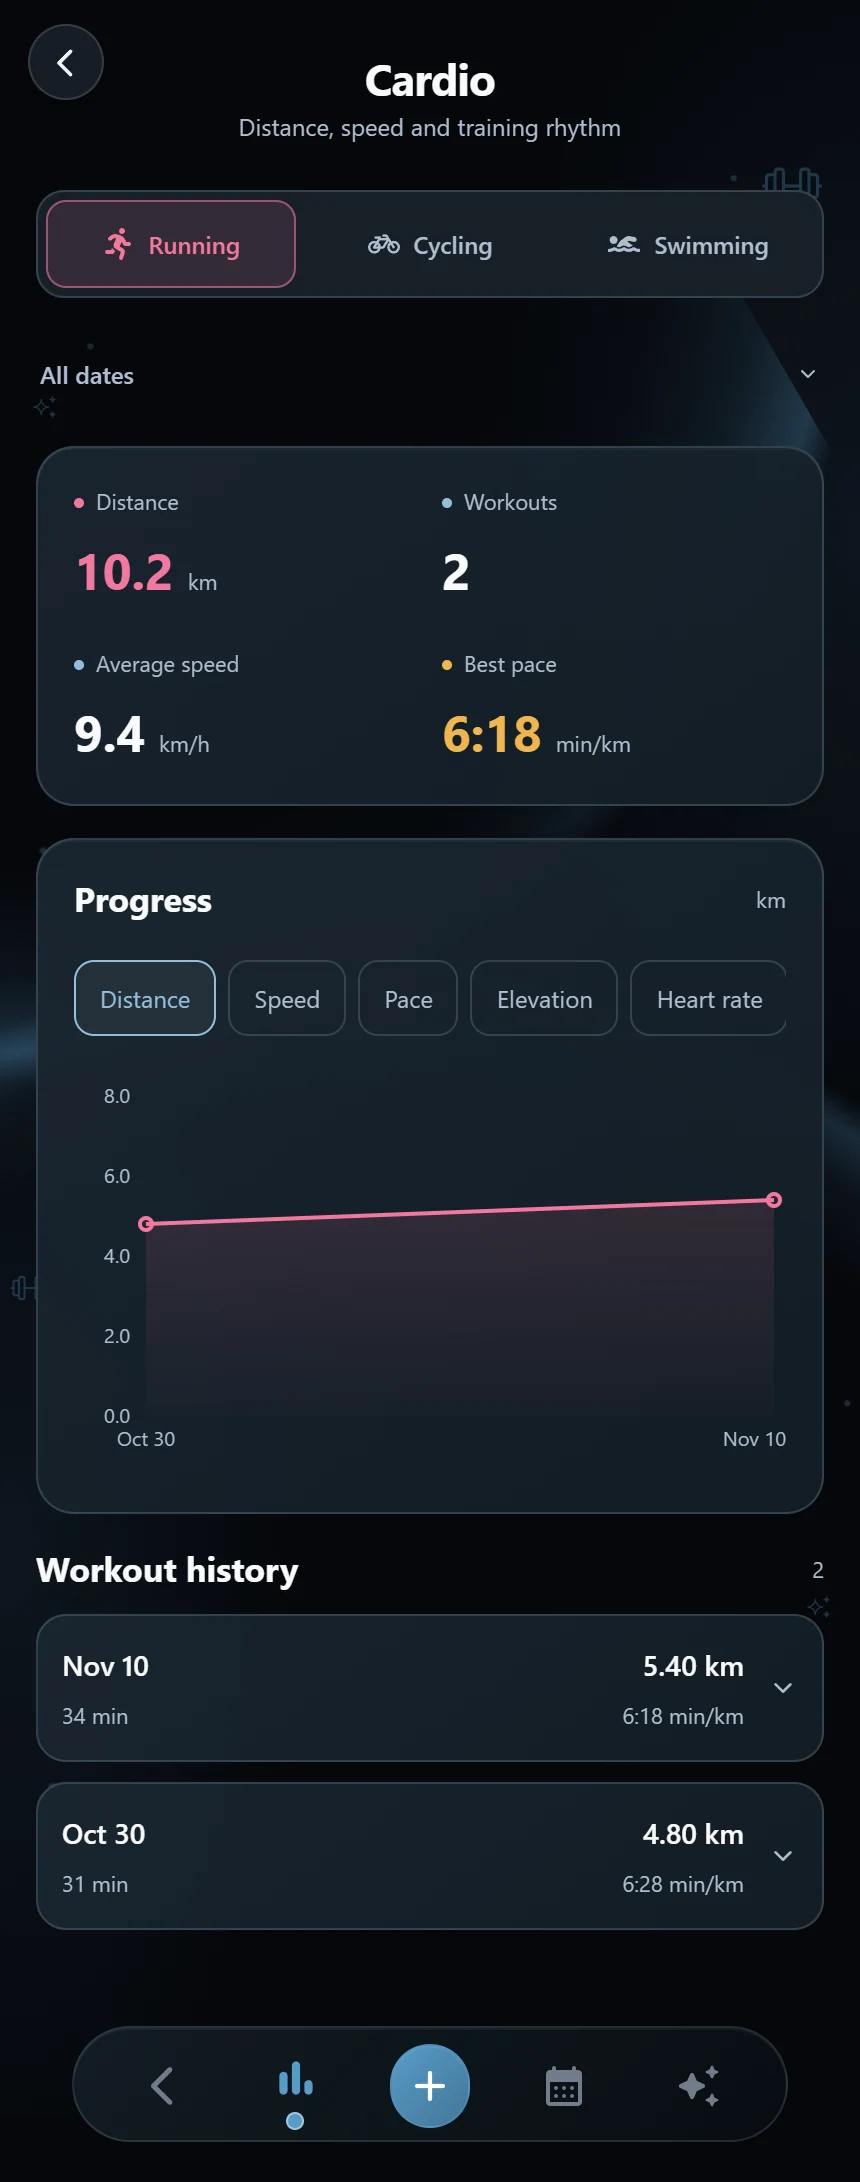 Cardio
Distance, speed and training rhythm
Running Cycling Swimming
All dates
Distance Workouts
10.2 km 2
Average speed Best pace
9.4 km/h 6:18 min/km
Progress km
Distance Speed Pace Elevation Heart rate
8.0
6.0
4.0
2.0
0.0
Oct 30 Nov 10
Workout history 2
Nov 10 5.40 km
34 min 6:18 min/km
Oct 30 4.80 km
31 min 6:28 min/km